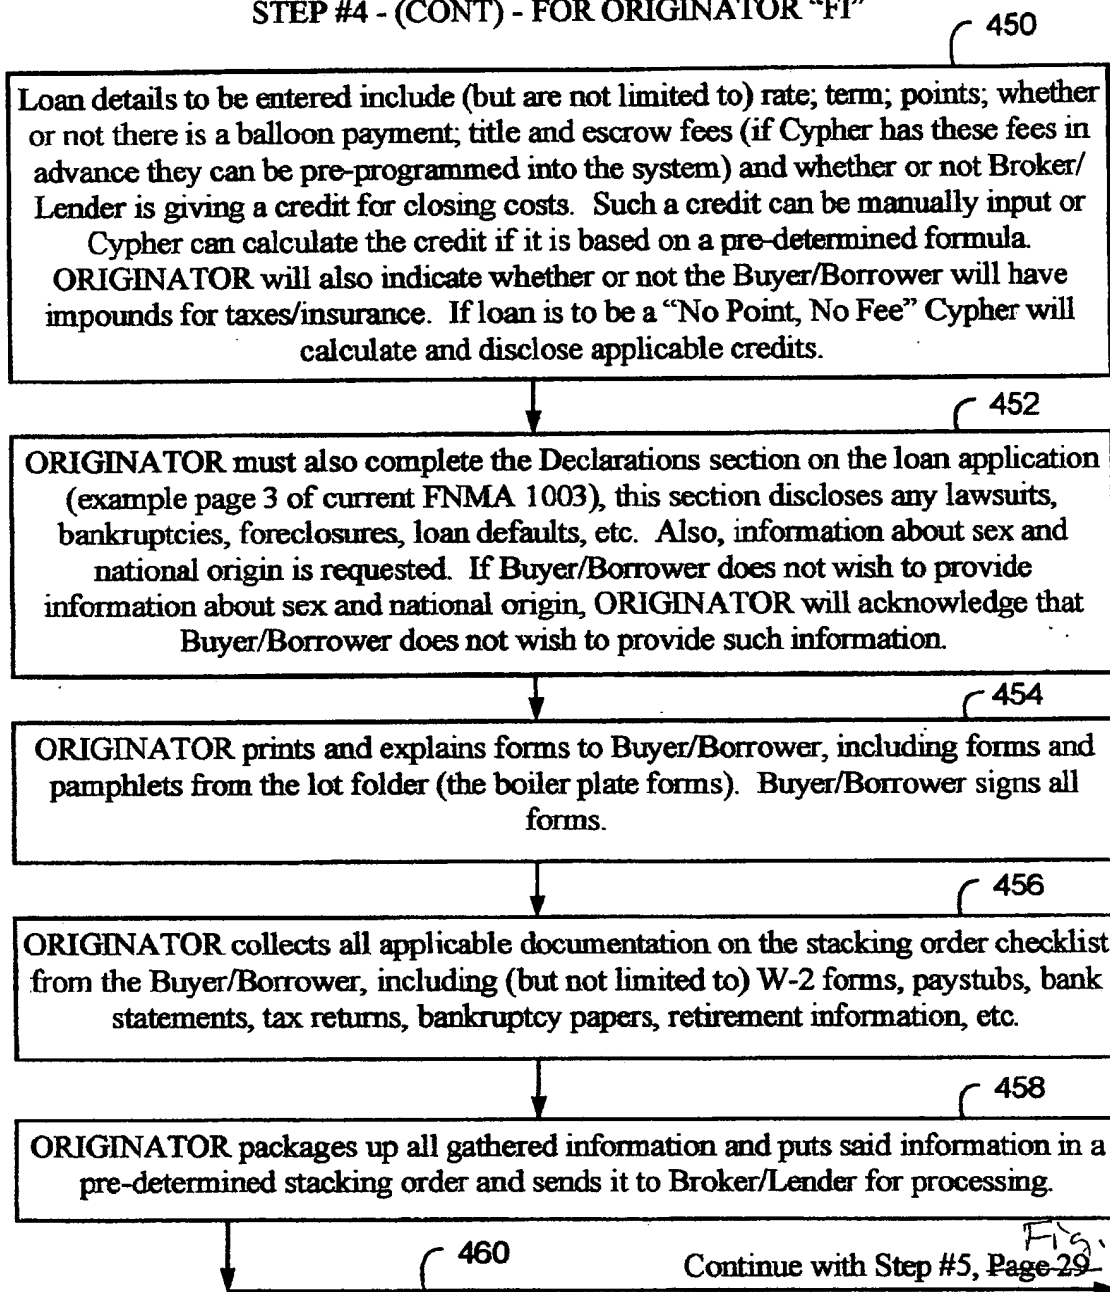 STEP #4 - (CONT) - FOR ORIGINATOR "FI"
450
Loan details to be entered include (but are not limited to) rate; term; points; whether
or not there is a balloon payment; title and escrow fees (if Cypher has these fees in
advance they can be pre-programmed into the system) and whether or not Broker/
Lender is giving a credit for closing costs. Such a credit can be manually input or
Cypher can calculate the credit if it is based on a pre-determined formula.
ORIGINATOR will also indicate whether or not the Buyer/Borrower will have
impounds for taxes/insurance. If loan is to be a "No Point, No Fee" Cypher will
calculate and disclose applicable credits.
452
ORIGINATOR must also complete the Declarations section on the loan application
(example page 3 of current FNMA 1003), this section discloses any lawsuits,
bankruptcies, foreclosures, loan defaults, etc. Also, information about sex and
national origin is requested. If Buyer/Borrower does not wish to provide
information about sex and national origin, ORIGINATOR will acknowledge that
Buyer/Borrower does not wish to provide such information.
454
ORIGINATOR prints and explains forms to Buyer/Borrower, including forms and
pamphlets from the lot folder (the boiler plate forms). Buyer/Borrower signs all
forms.
456
ORIGINATOR collects all applicable documentation on the stacking order checklist
from the Buyer/Borrower, including (but not limited to) W-2 forms, paystubs, bank
statements, tax returns, bankruptcy papers, retirement information, etc.
458
ORIGINATOR packages up all gathered information and puts said information in a
pre-determined stacking order and sends it to Broker/Lender for processing.
460
Fig.
Continue with Step #5, Page 29